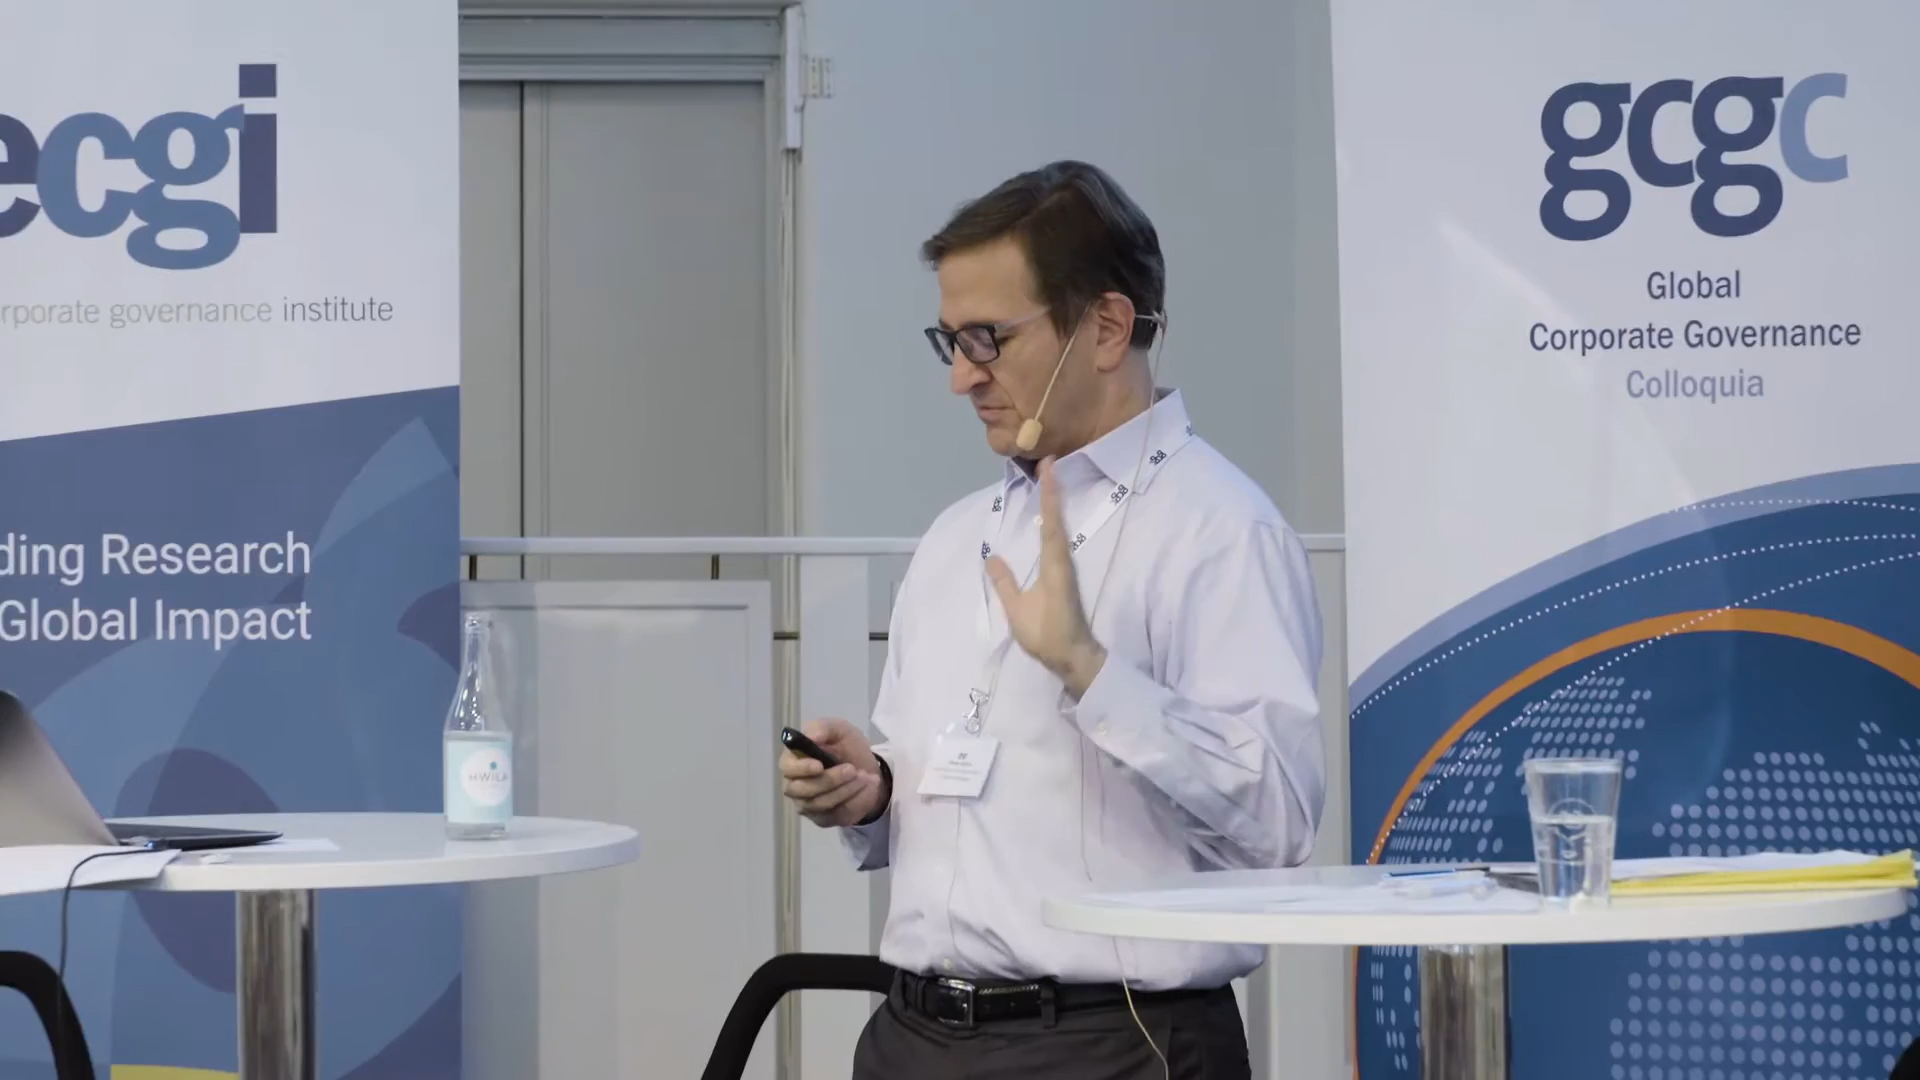 ecgi
rporate governance institute
ding Research
Global Impact
HWILA
gcgc
Global
Corporate Governance
Colloquia